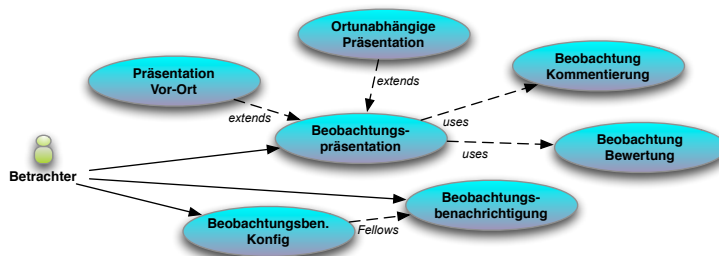 Ortunabhängige
Präsentation
Präsentation
Vor-Ort
extends
extends
Beobachtung
Kommentierung
uses
Beobachtungs-
präsentation
uses
Beobachtung
Bewertung
Betrachter
Beobachtungs-
benachrichtigung
Beobachtungsben.
Konfig
Fellows